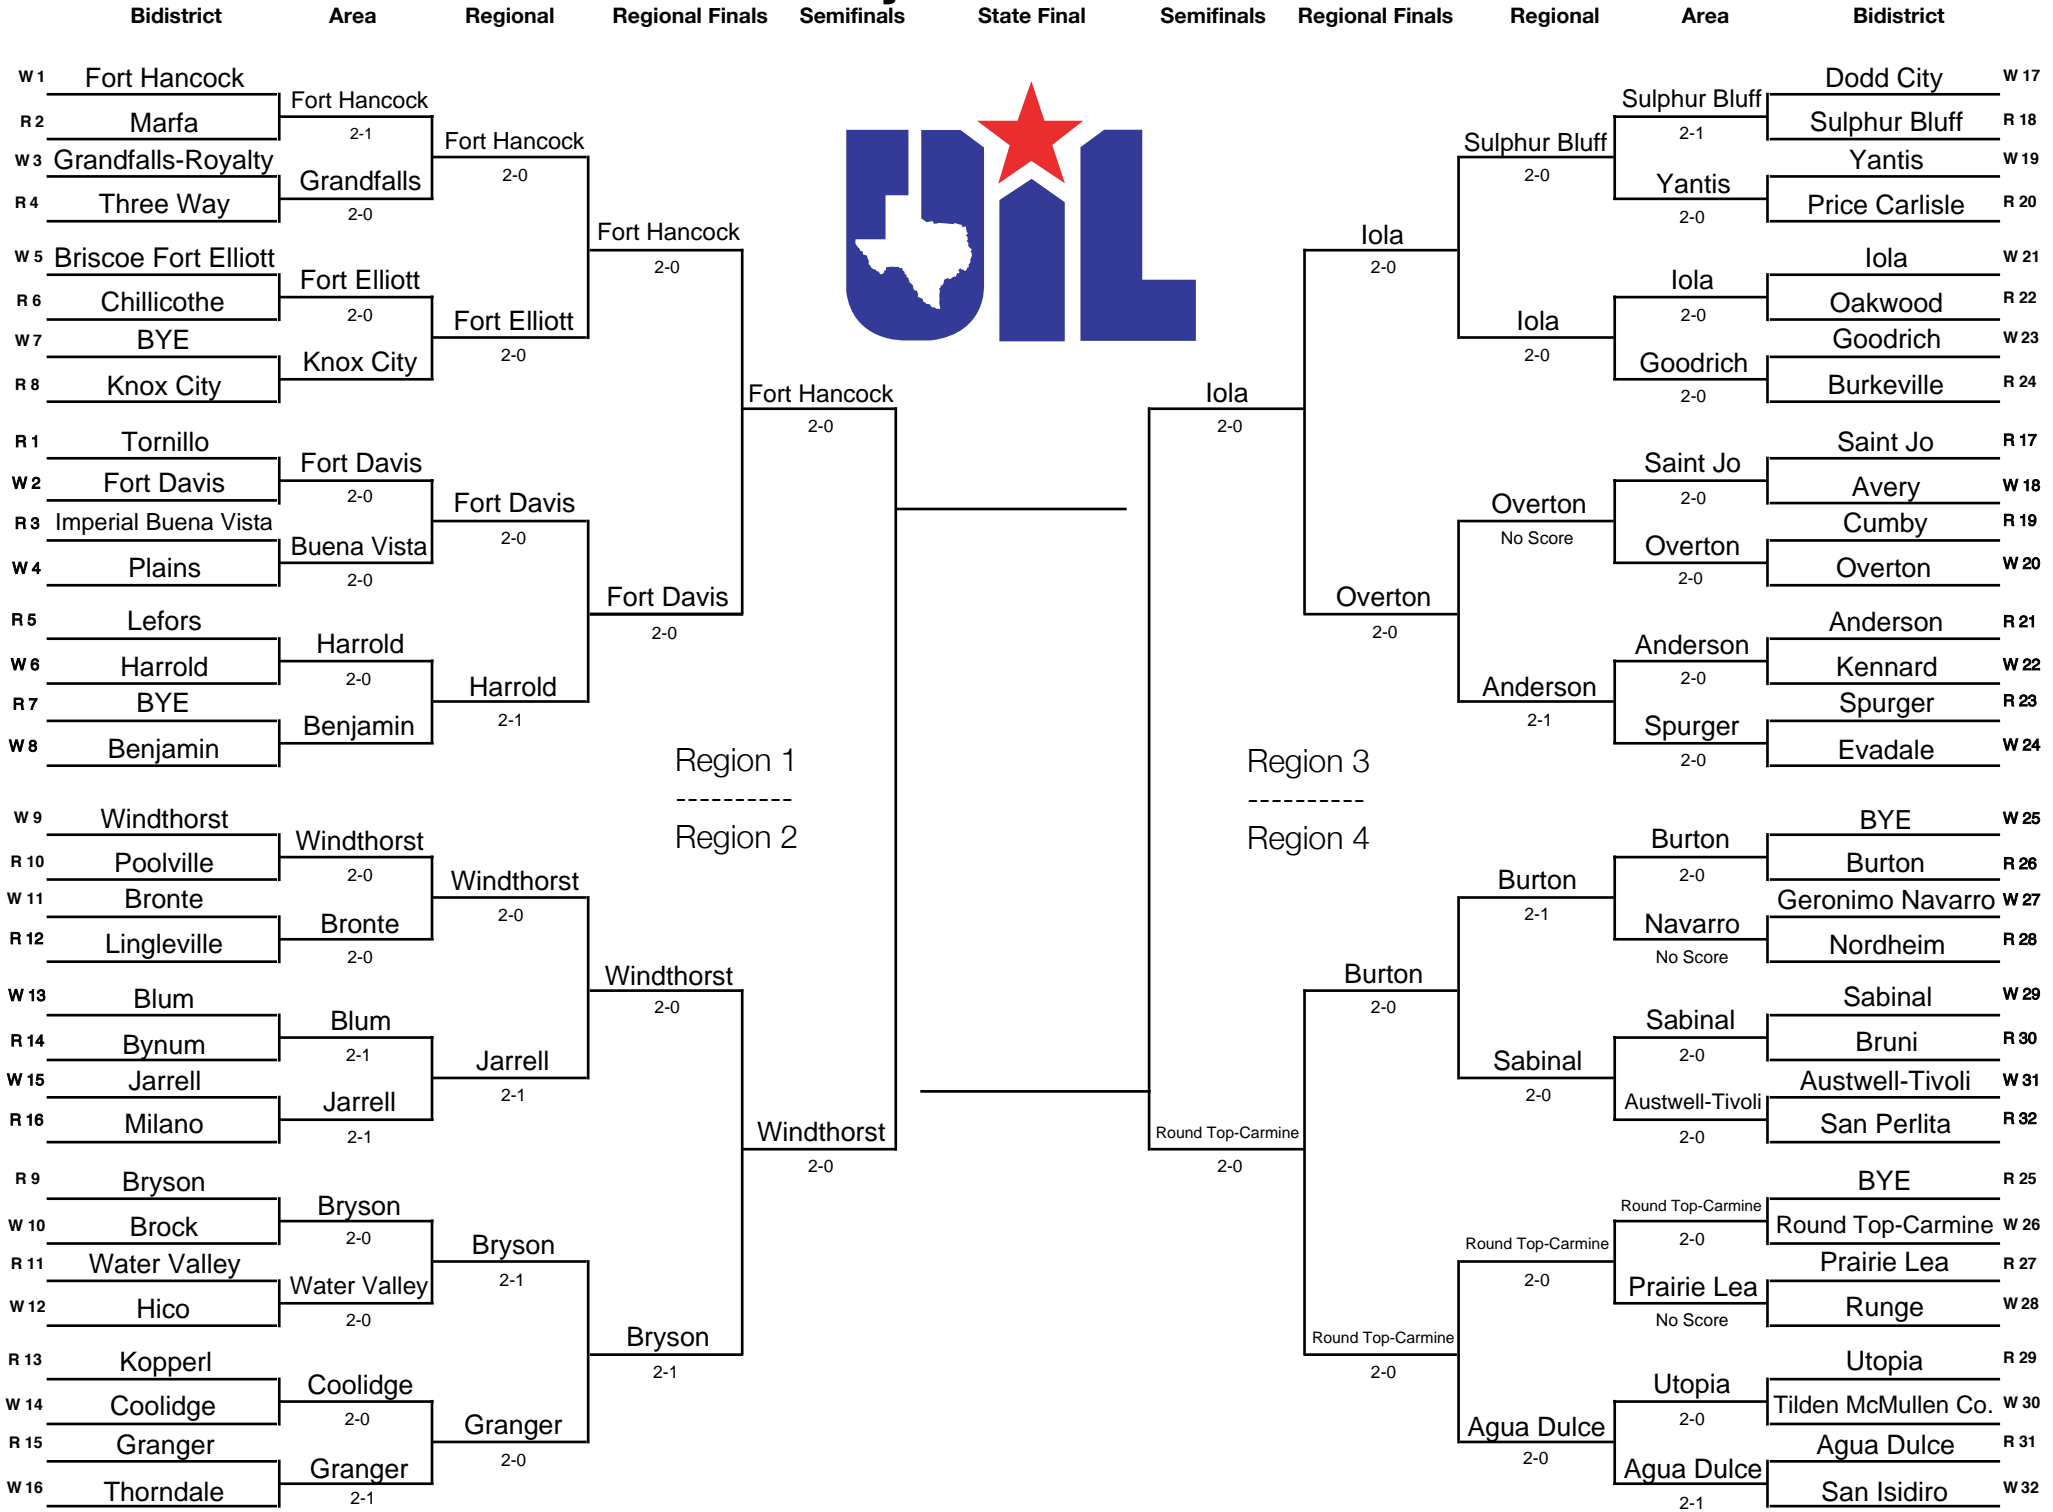 Bidistrict Area Regional Regional Finals Semifinals State Final Semifinals Regional Finals Regional Area Bidistrict
W 1 Fort Hancock
Fort Hancock
R 2 Marfa
2-1
Fort Hancock
2-0
W 3 Grandfalls-Royalty
Grandfalls
R 4 Three Way
2-0
Fort Hancock
2-0
W 5 Briscoe Fort Elliott
Fort Elliott
R 6 Chillicothe
2-0
Fort Elliott
2-0
W 7 BYE
Knox City
R 8 Knox City
Fort Hancock
2-0
R 1 Tornillo
Fort Davis
W 2 Fort Davis
2-0
Fort Davis
2-0
R 3 Imperial Buena Vista
Buena Vista
W 4 Plains
2-0
Fort Davis
2-0
R 5 Lefors
Harrold
W 6 Harrold
2-0
Harrold
2-1
R 7 BYE
Benjamin
W 8 Benjamin
Region 1
----------
Region 2
W 9 Windthorst
Windthorst
R 10 Poolville
2-0
Windthorst
2-0
W 11 Bronte
Bronte
R 12 Lingleville
2-0
Windthorst
2-0
W 13 Blum
Blum
R 14 Bynum
2-1
Jarrell
2-1
W 15 Jarrell
Jarrell
R 16 Milano
2-1
Windthorst
2-0
R 9 Bryson
Bryson
W 10 Brock
2-0
Bryson
2-1
R 11 Water Valley
Water Valley
W 12 Hico
2-0
Bryson
2-1
R 13 Kopperl
Coolidge
W 14 Coolidge
2-0
Granger
2-0
R 15 Granger
Granger
W 16 Thorndale
2-1
UIL
Dodd City W 17
Sulphur Bluff
Sulphur Bluff R 18
2-1
Sulphur Bluff
2-0
Yantis W 19
Yantis
Price Carlisle R 20
2-0
Iola
2-0
Iola W 21
Iola
Oakwood R 22
2-0
Iola
2-0
Goodrich W 23
Goodrich
Burkeville R 24
2-0
Iola
2-0
Saint Jo R 17
Saint Jo
Avery W 18
2-0
Overton
No Score
Cumby R 19
Overton
Overton W 20
2-0
Overton
2-0
Anderson R 21
Anderson
Kennard W 22
2-0
Anderson
2-1
Spurger R 23
Spurger
Evadale W 24
2-0
Region 3
----------
Region 4
BYE W 25
Burton
Burton R 26
2-0
Burton
2-1
Geronimo Navarro W 27
Navarro
Nordheim R 28
No Score
Burton
2-0
Sabinal W 29
Sabinal
Bruni R 30
2-0
Sabinal
2-0
Austwell-Tivoli W 31
Austwell-Tivoli
San Perlita R 32
2-0
Round Top-Carmine
2-0
BYE R 25
Round Top-Carmine
Round Top-Carmine W 26
2-0
Round Top-Carmine
2-0
Prairie Lea R 27
Prairie Lea
Runge W 28
No Score
Round Top-Carmine
2-0
Utopia R 29
Utopia
Tilden McMullen Co. W 30
2-0
Agua Dulce
2-0
Agua Dulce R 31
Agua Dulce
San Isidiro W 32
2-1